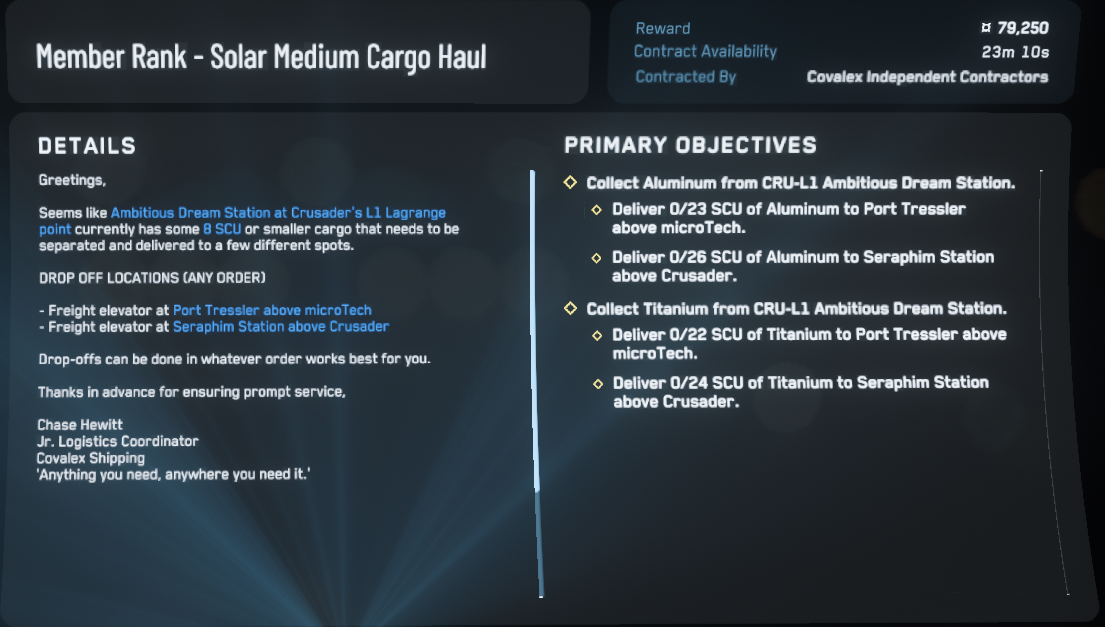 Member Rank - Solar Medium Cargo Haul
Reward ¤ 79,250
Contract Availability 23m 10s
Contracted By Covalex Independent Contractors
DETAILS
Greetings,
Seems like Ambitious Dream Station at Crusader's L1 Lagrange
point currently has some 8 SCU or smaller cargo that needs to be
separated and delivered to a few different spots.
DROP OFF LOCATIONS (ANY ORDER)
- Freight elevator at Port Tressler above microTech
- Freight elevator at Seraphim Station above Crusader
Drop-offs can be done in whatever order works best for you.
Thanks in advance for ensuring prompt service,
Chase Hewitt
Jr. Logistics Coordinator
Covalex Shipping
'Anything you need, anywhere you need it.'
PRIMARY OBJECTIVES
Collect Aluminum from CRU-L1 Ambitious Dream Station.
Deliver 0/23 SCU of Aluminum to Port Tressler
above microTech.
Deliver 0/26 SCU of Aluminum to Seraphim Station
above Crusader.
Collect Titanium from CRU-L1 Ambitious Dream Station.
Deliver 0/22 SCU of Titanium to Port Tressler above
microTech.
Deliver 0/24 SCU of Titanium to Seraphim Station
above Crusader.